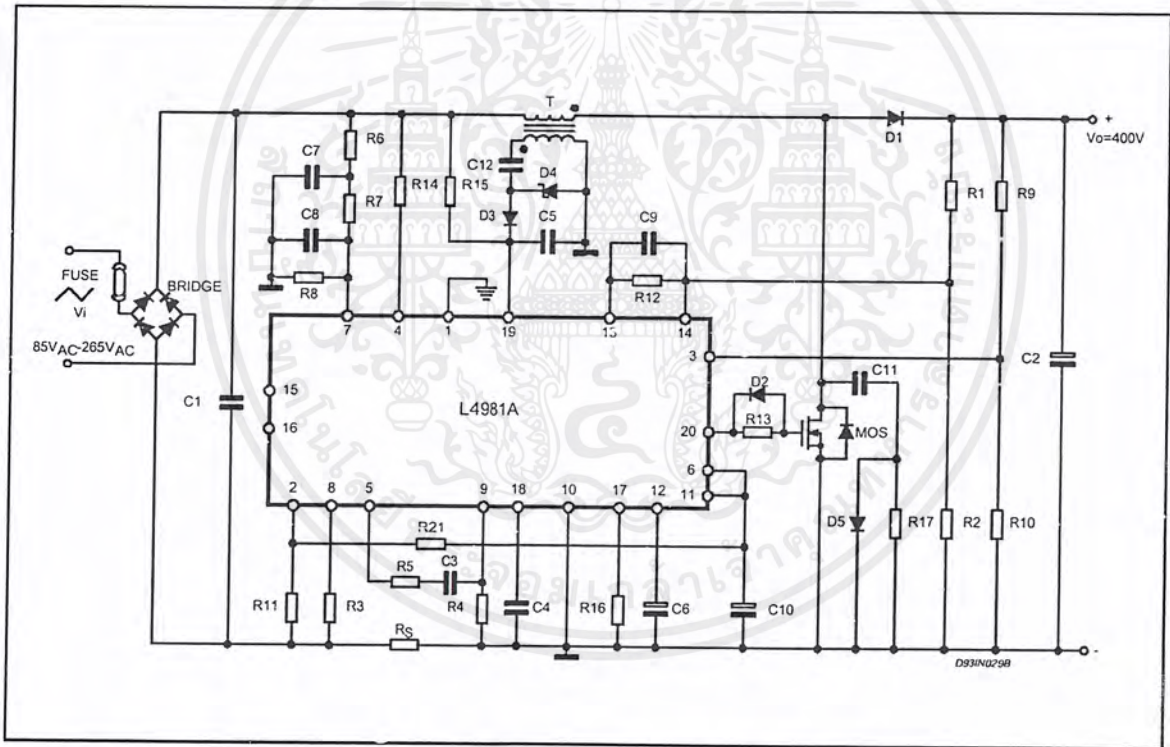 T
R6
C7
R7
C8
R8
R14
R15
C12
D4
D3
C5
C9
R12
D1
+
Vo=400V
R1
R9
FUSE
Vi
BRIDGE
85VAC-265VAC
C1
7
4
1
19
13
14
3
15
16
L4981A
20
6
11
D2
R13
C11
MOS
C2
2
8
5
9
18
10
17
12
R21
D5
R17
R2
R10
R5
C3
R11
R3
R4
C4
R16
C6
C10
RS
-
D93IN029B